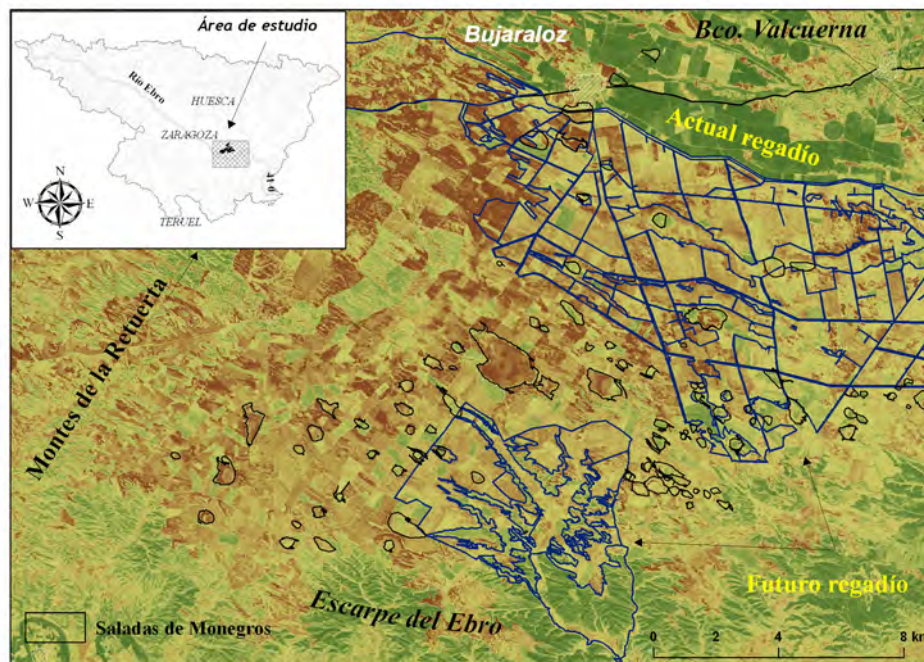 Área de estudio
Río Ebro
HUESCA
ZARAGOZA
TERUEL
N
W
E
S
Bujaraloz
Bco. Valcuerna
Actual regadío
Montes de la Retuerta
Escarpe del Ebro
Futuro regadío
Saladas de Monegros
0 2 4 8 km